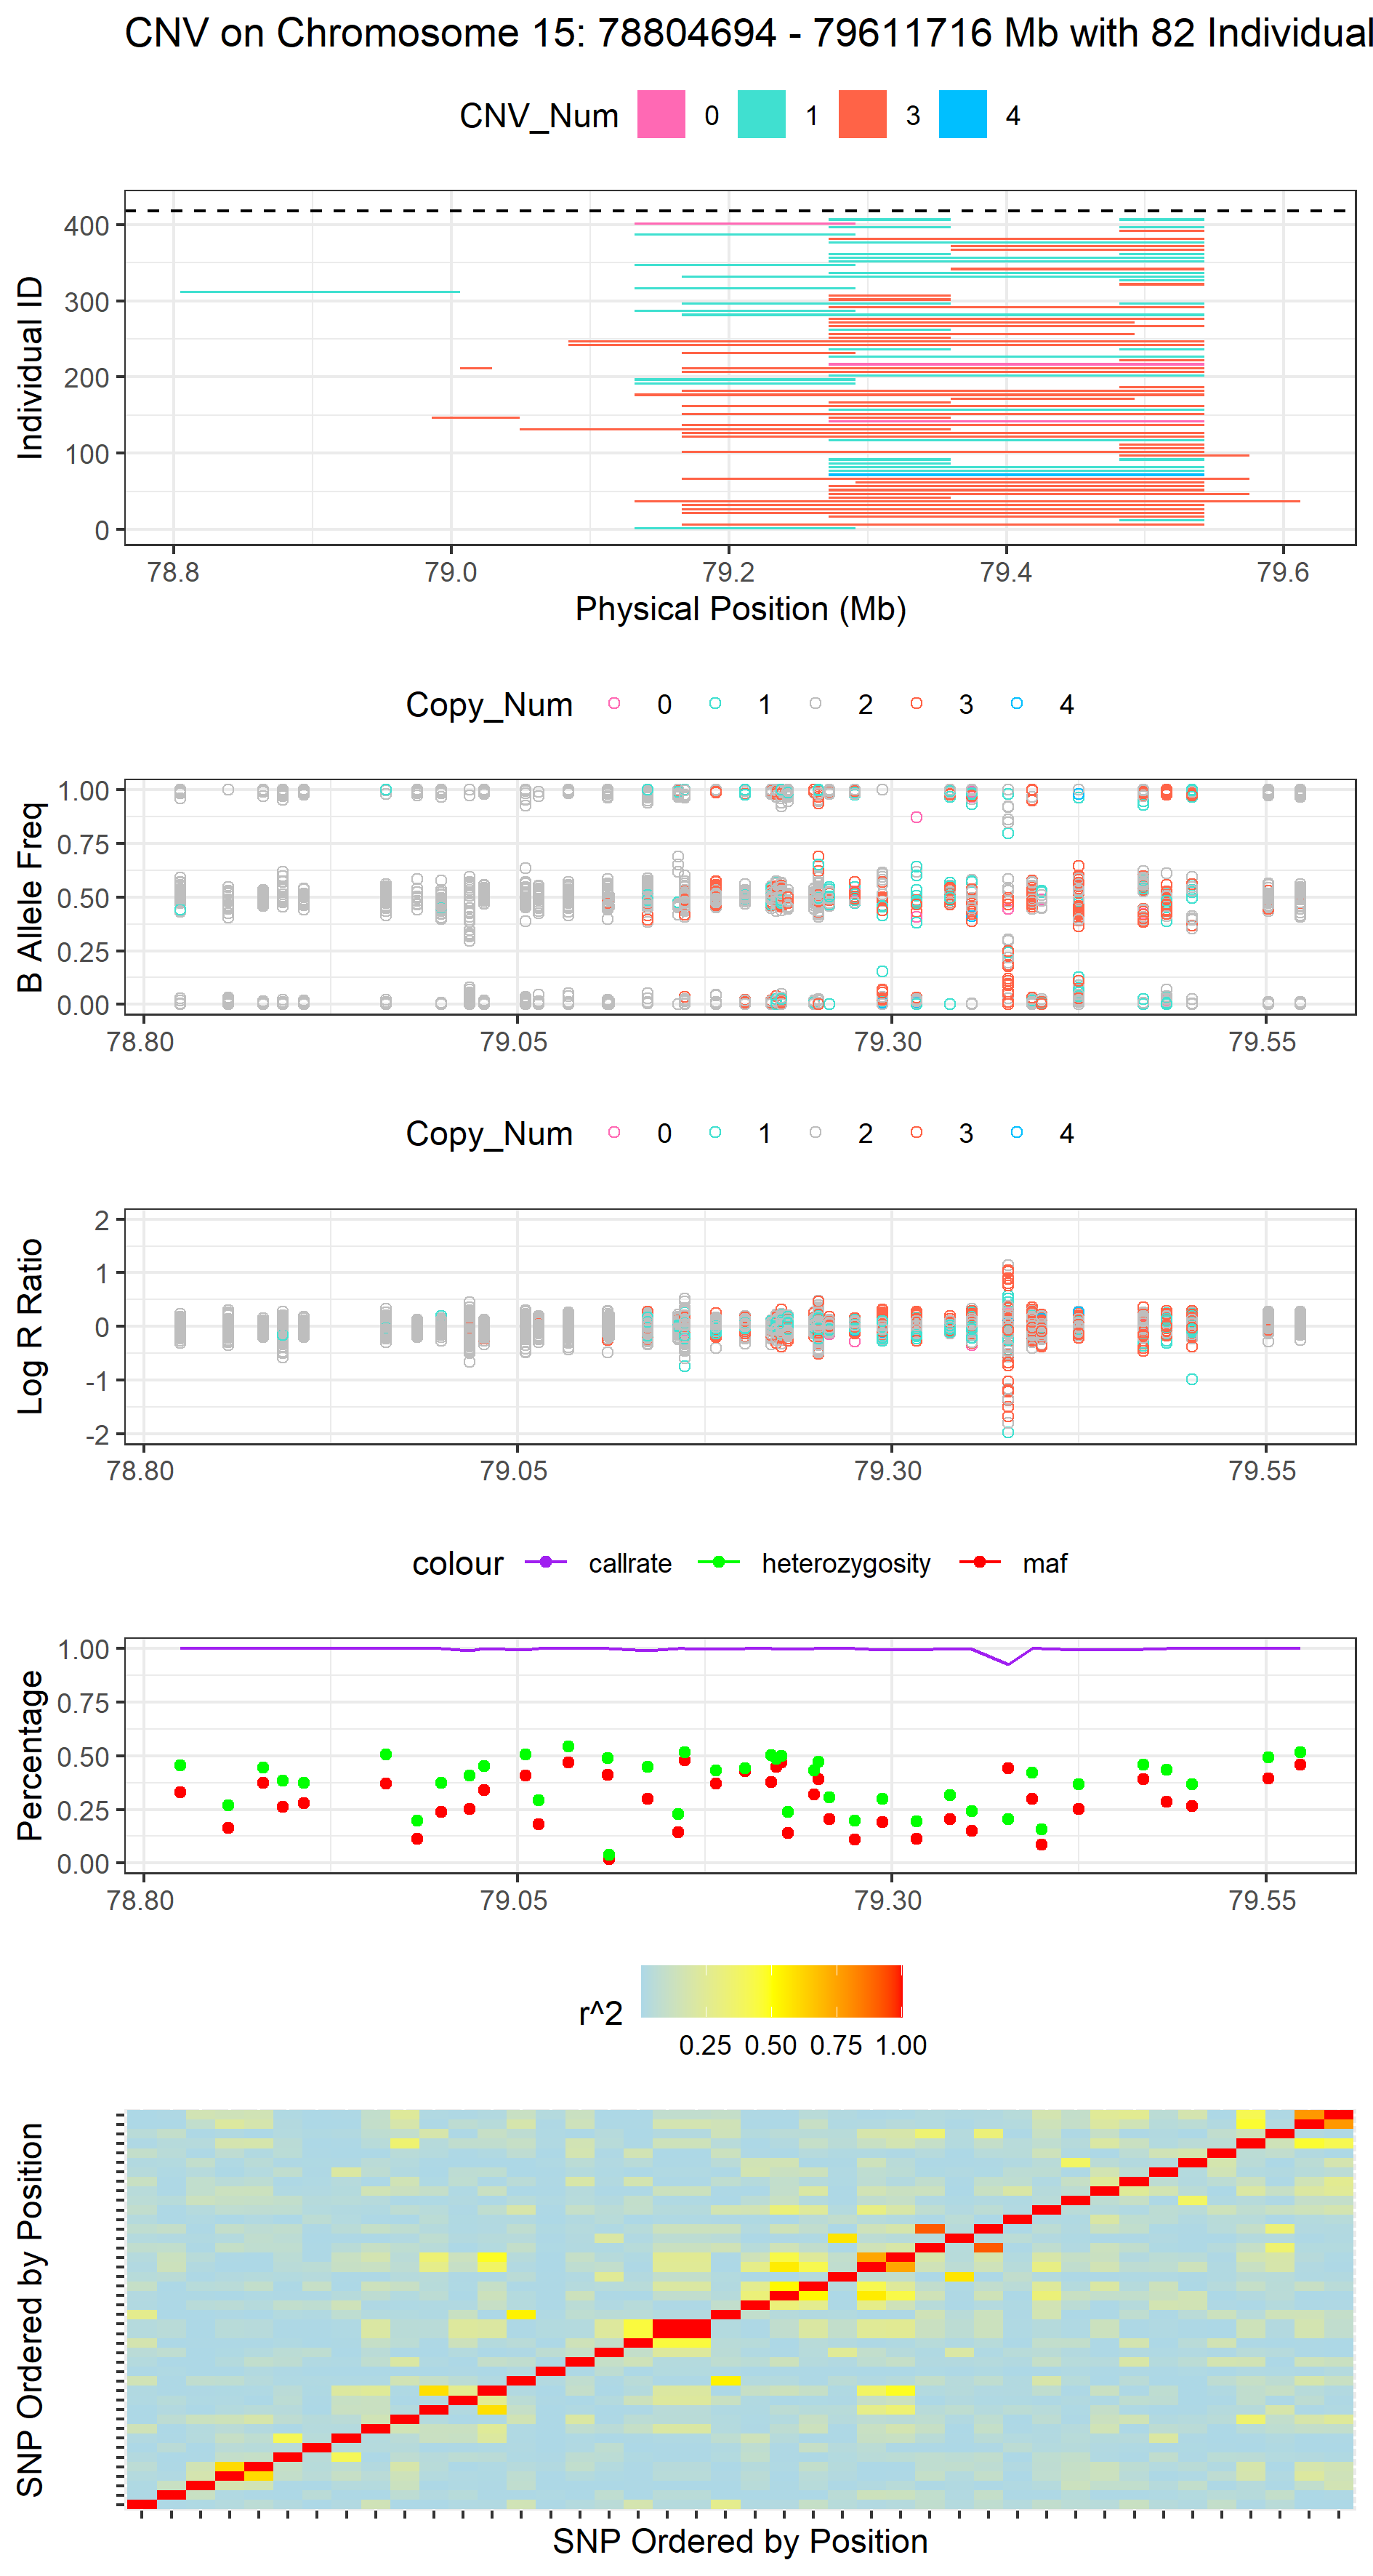 CNV on Chromosome 15: 78804694 - 79611716 Mb with 82 Individual
CNV_Num 0 1 3 4
400
300
200
100
0
Individual ID
78.8 79.0 79.2 79.4 79.6
Physical Position (Mb)
Copy_Num 0 1 2 3 4
1.00
0.75
0.50
0.25
0.00
B Allele Freq
78.80 79.05 79.30 79.55
Copy_Num 0 1 2 3 4
2
1
0
-1
-2
Log R Ratio
78.80 79.05 79.30 79.55
colour callrate heterozygosity maf
1.00
0.75
0.50
0.25
0.00
Percentage
78.80 79.05 79.30 79.55
r^2
0.25 0.50 0.75 1.00
SNP Ordered by Position
SNP Ordered by Position